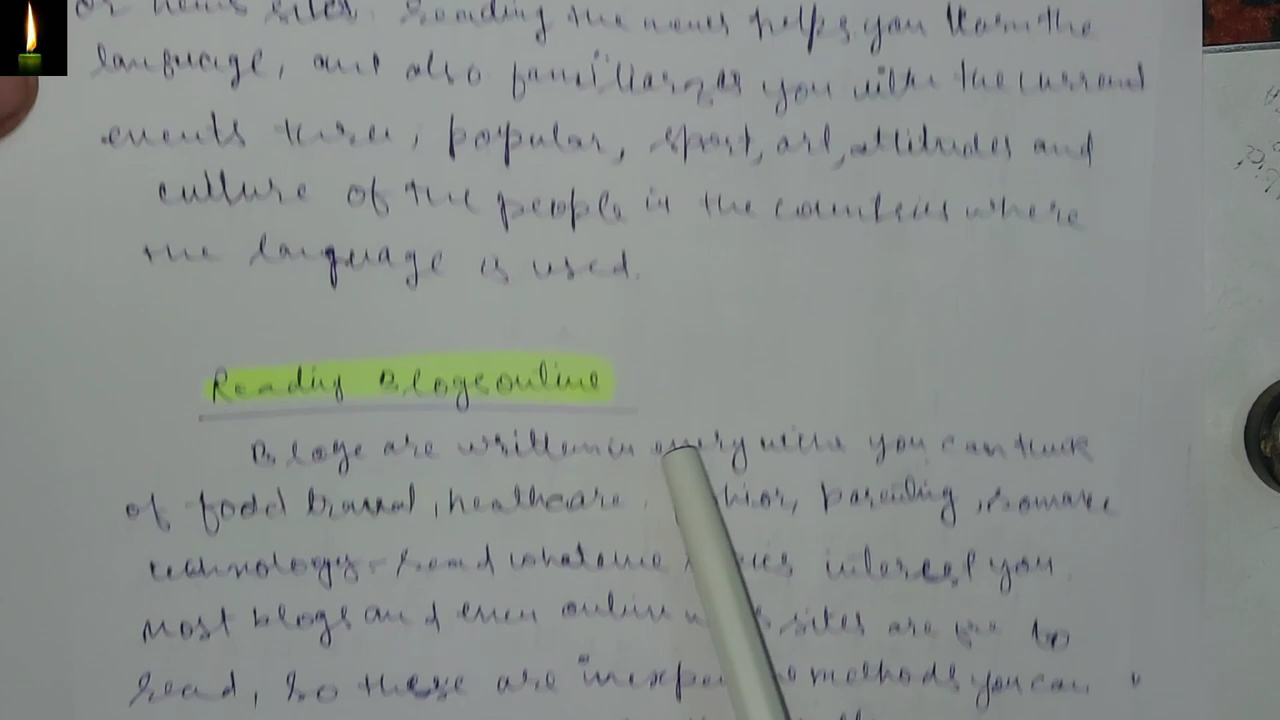 or news sites. Reading the news helps you learn the
language, and also familiarizes you with the current
events there, popular, sport, art, attitudes and
culture of the people in the countries where
the language is used.
Reading Blogs online
Blogs are written in every you can think
of food travel, healthcare, parenting, romance
technology - Read whatever interest you
Most blogs and even online sites are free to
Read, So these are methods you can